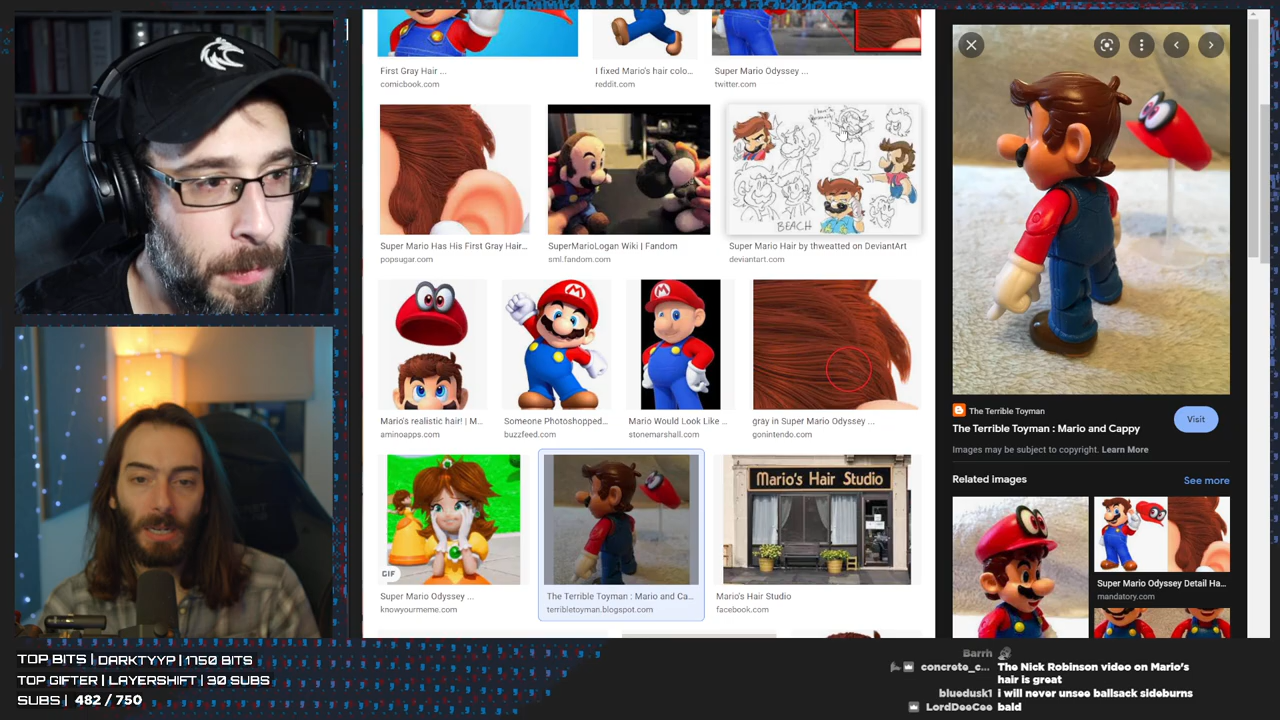 First Gray Hair ...
comicbook.com
I fixed Mario's hair colo...
reddit.com
Super Mario Odyssey ...
twitter.com
BEACH
Super Mario Has His First Gray Hair...
popsugar.com
SuperMarioLogan Wiki | Fandom
sml.fandom.com
Super Mario Hair by thweatted on DeviantArt
deviantart.com
M
M
Mario's realistic hair! | M...
aminoapps.com
Someone Photoshopped...
buzzfeed.com
Mario Would Look Like ...
stonemarshall.com
gray in Super Mario Odyssey ...
gonintendo.com
GIF
Mario's Hair Studio
Super Mario Odyssey ...
knowyourmeme.com
The Terrible Toyman : Mario and Ca...
terribletoyman.blogspot.com
Mario's Hair Studio
facebook.com
The Terrible Toyman
The Terrible Toyman : Mario and Cappy
Visit
Images may be subject to copyright. Learn More
Related images
See more
Super Mario Odyssey Detail Ha...
mandatory.com
TOP BITS | DARKTYYP | 1750 BITS
TOP GIFTER | LAYERSHIFT | 30 SUBS
SUBS | 482 / 750
Barrh
concrete_c... The Nick Robinson video on Mario's
hair is great
bluedusk1 i will never unsee ballsack sideburns
LordDeeCee bald